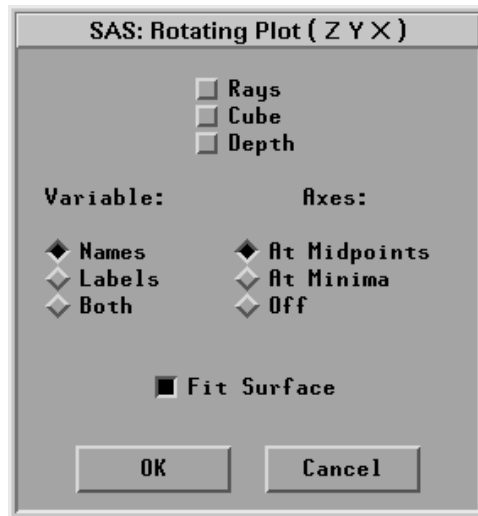 SAS: Rotating Plot ( Z Y X )
Rays
Cube
Depth
Variable:
Names
Labels
Both
Axes:
At Midpoints
At Minima
Off
Fit Surface
OK
Cancel